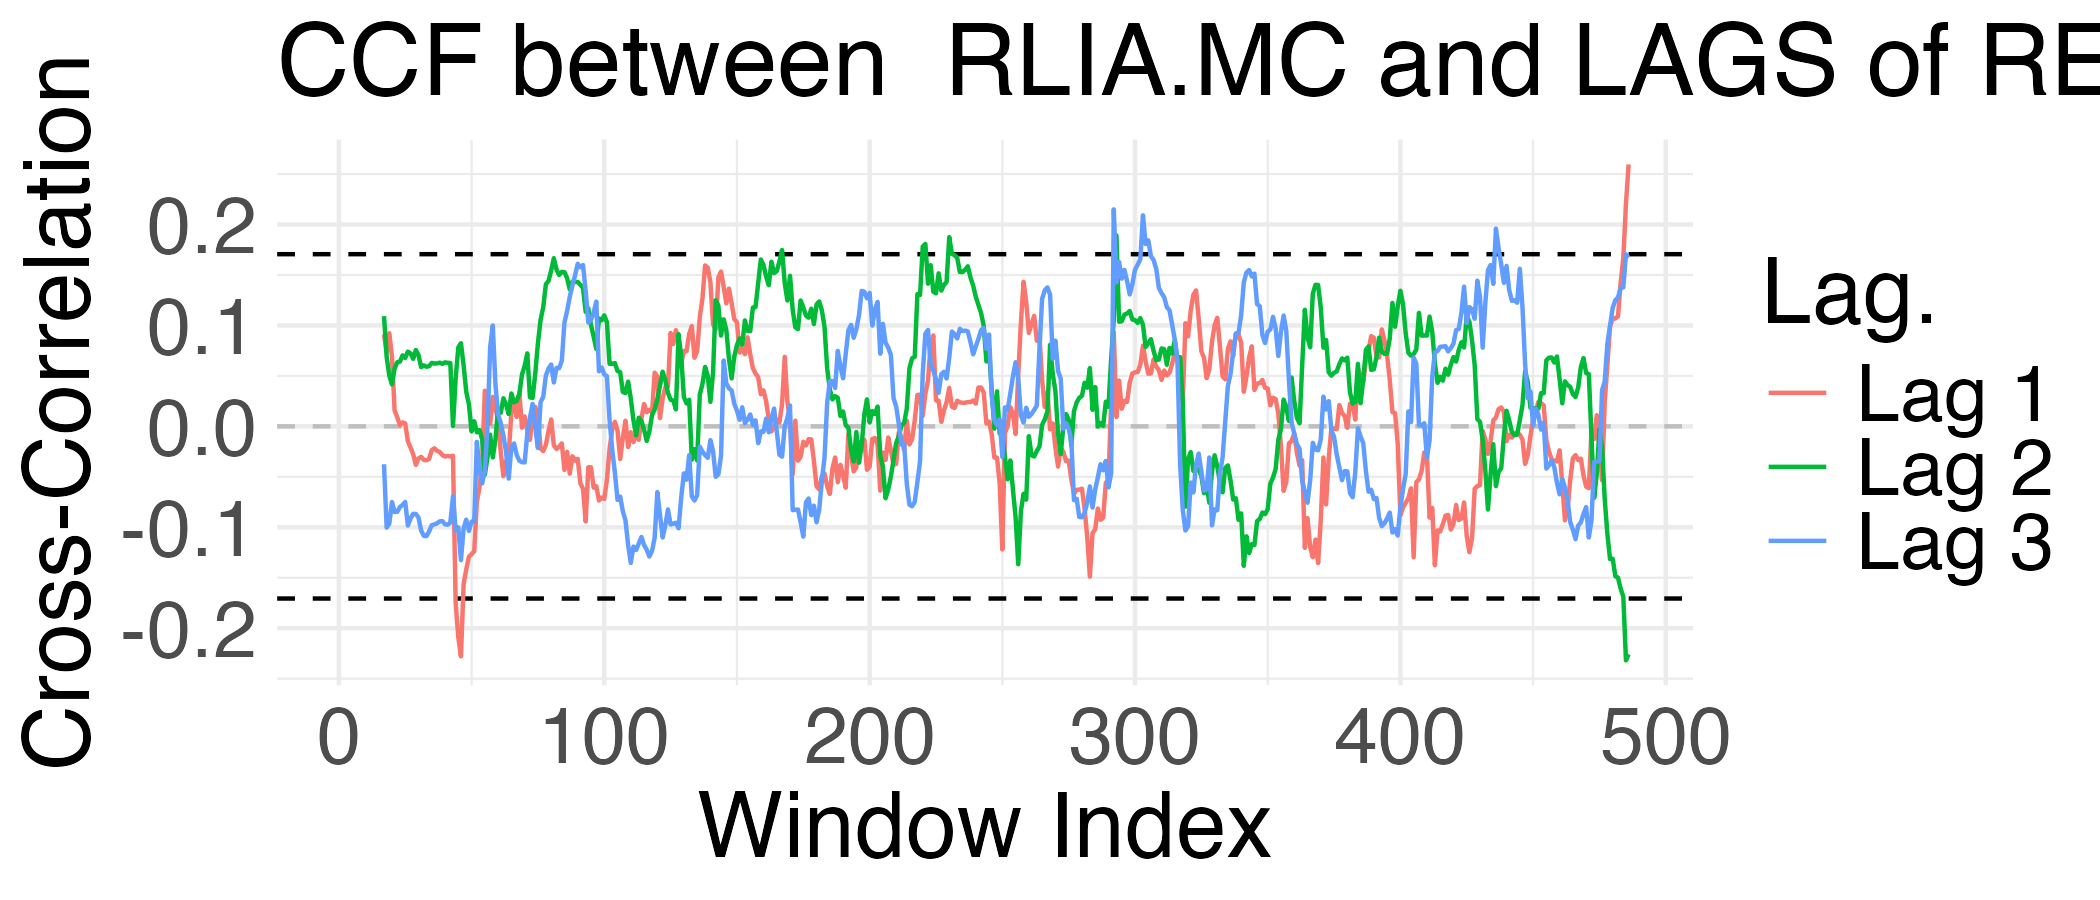 CCF between  RLIA.MC and LAGS of RE
Cross-Correlation
0.2
0.1
0.0
-0.1
-0.2
0 100 200 300 400 500
Window Index
Lag.
Lag 1
Lag 2
Lag 3